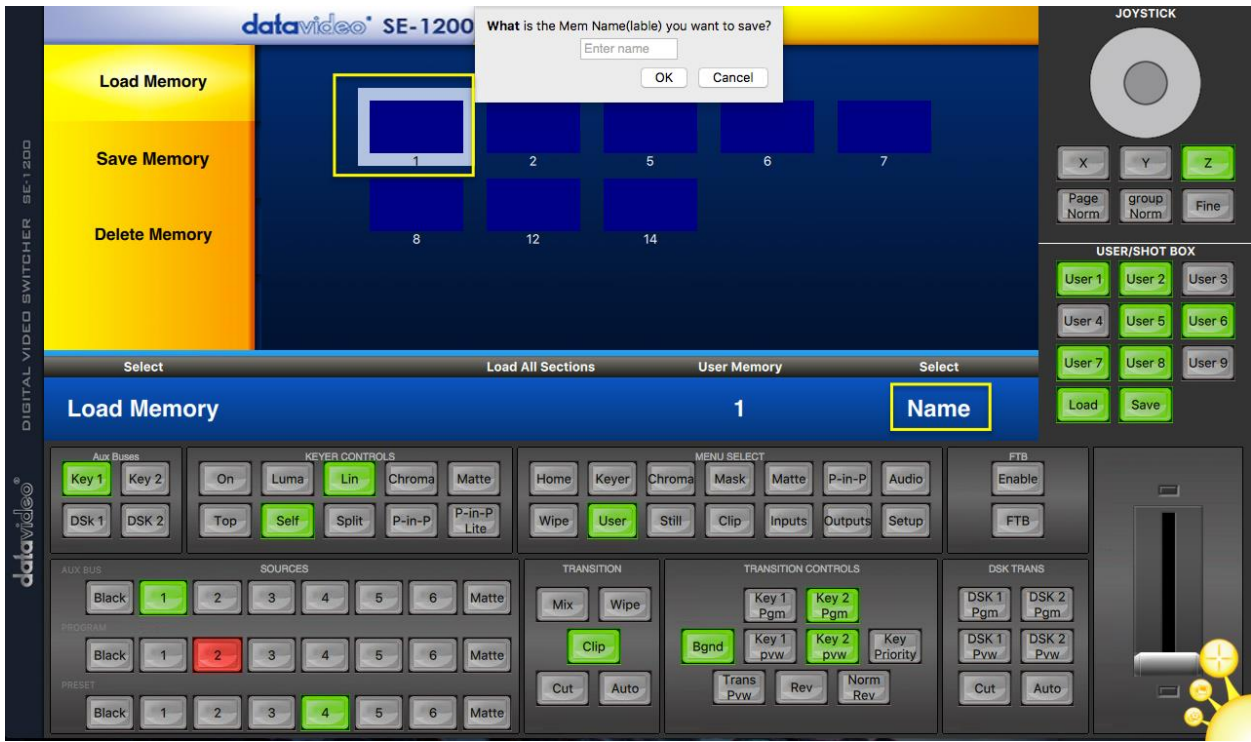 datavideo SE-1200
What is the Mem Name(lable) you want to save?
Enter name
OK Cancel
Load Memory
Save Memory
Delete Memory
1 2 5 6 7
8 12 14
Select Load All Sections User Memory Select
Load Memory 1 Name
DIGITAL VIDEO SWITCHER SE-1200
datavideo
JOYSTICK
X Y Z
Page Norm group Norm Fine
USER/SHOT BOX
User 1 User 2 User 3
User 4 User 5 User 6
User 7 User 8 User 9
Load Save
Aux Buses
Key 1 Key 2
DSk 1 DSK 2
KEYER CONTROLS
On Luma Lin Chroma Matte
Top Self Split P-in-P P-in-P Lite
MENU SELECT
Home Keyer Chroma Mask Matte P-in-P Audio
Wipe User Still Clip Inputs Outputs Setup
FTB
Enable
FTB
AUX BUS SOURCES
Black 1 2 3 4 5 6 Matte
PROGRAM
Black 1 2 3 4 5 6 Matte
PRESET
Black 1 2 3 4 5 6 Matte
TRANSITION
Mix Wipe
Clip
Cut Auto
TRANSITION CONTROLS
Key 1 Pgm Key 2 Pgm
Bgnd Key 1 pvw Key 2 pvw Key Priority
Trans Pvw Rev Norm Rev
DSK TRANS
DSK 1 Pgm DSK 2 Pgm
DSK 1 Pvw DSK 2 Pvw
Cut Auto